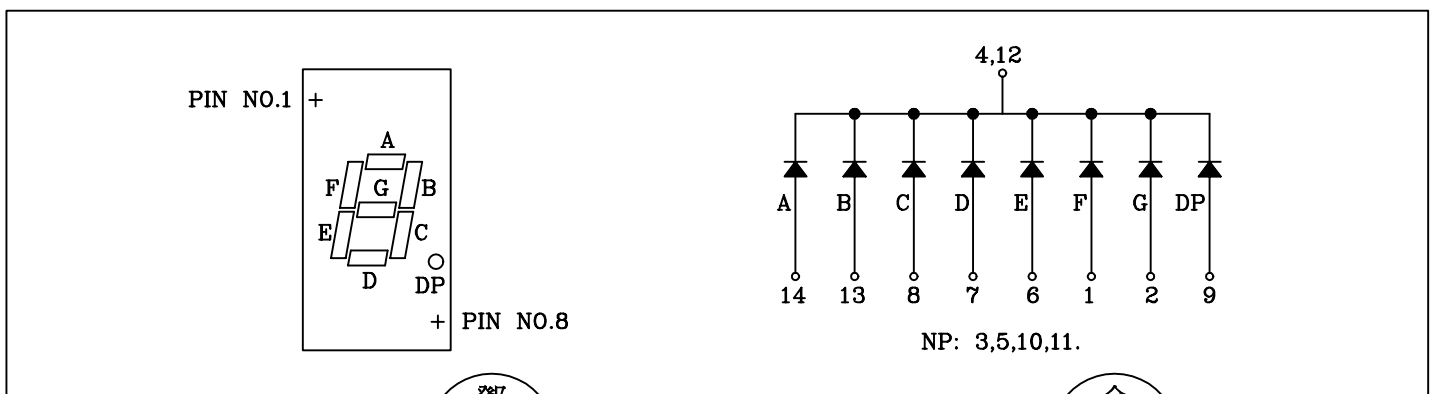 PIN NO.1
A
F G B
E C
D
DP
PIN NO.8
4,12
A B C D E F G DP
14 13 8 7 6 1 2 9
NP: 3,5,10,11.